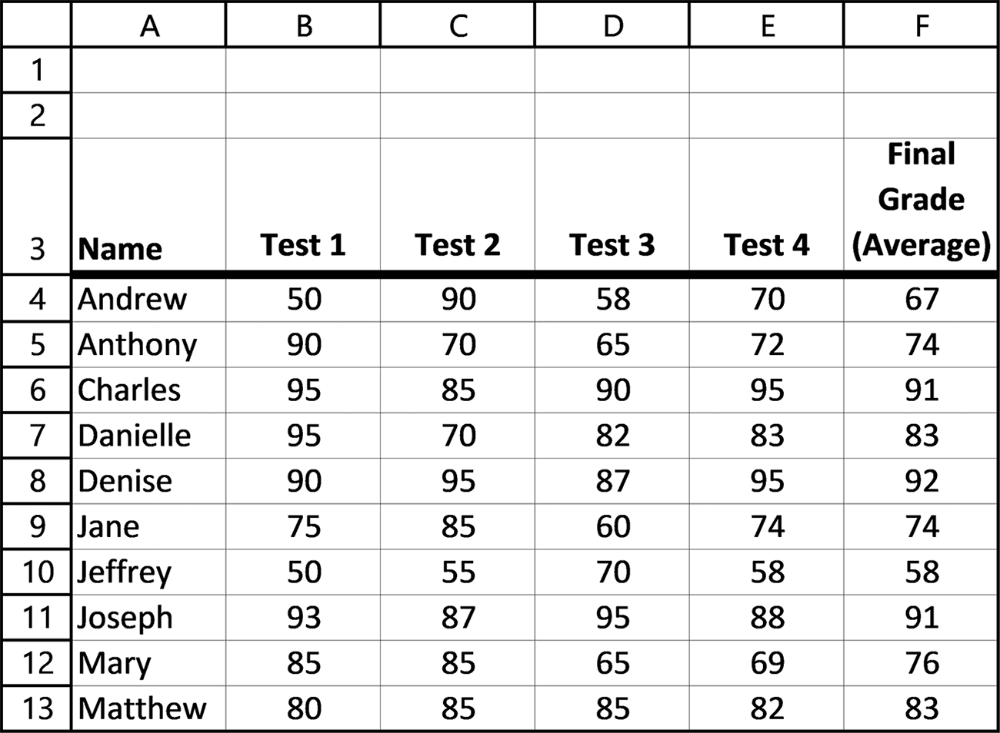 A B C D E F
1
2
3 Name Test 1 Test 2 Test 3 Test 4 Final Grade (Average)
4 Andrew 50 90 58 70 67
5 Anthony 90 70 65 72 74
6 Charles 95 85 90 95 91
7 Danielle 95 70 82 83 83
8 Denise 90 95 87 95 92
9 Jane 75 85 60 74 74
10 Jeffrey 50 55 70 58 58
11 Joseph 93 87 95 88 91
12 Mary 85 85 65 69 76
13 Matthew 80 85 85 82 83